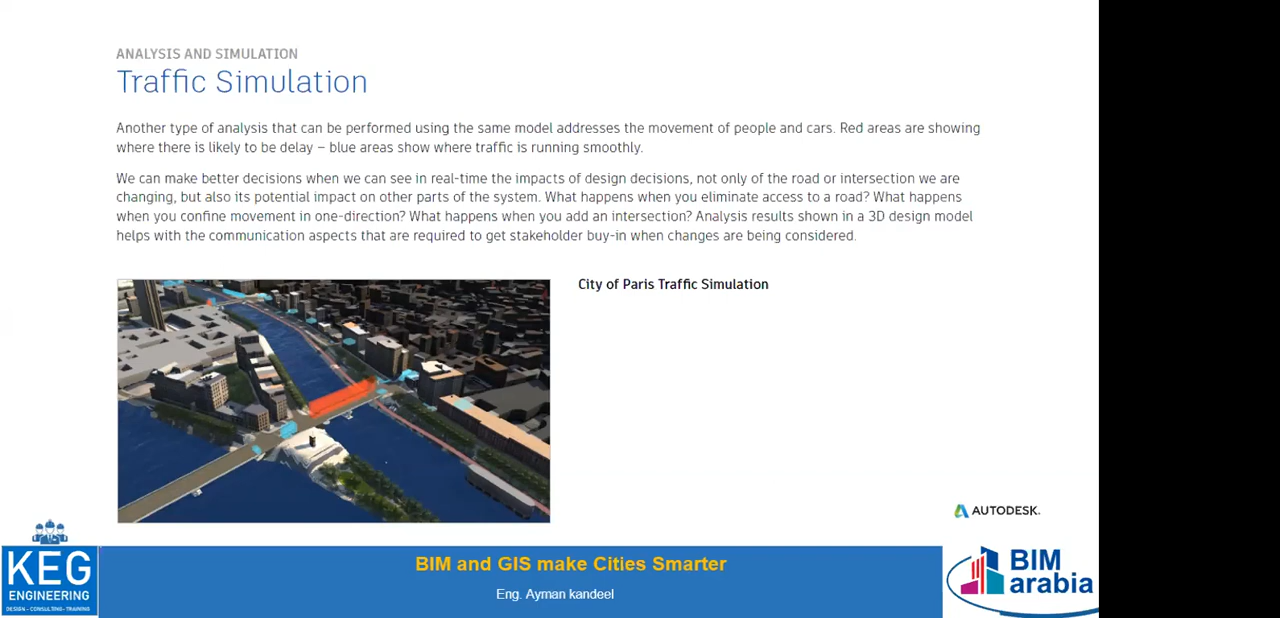 ANALYSIS AND SIMULATION
Traffic Simulation
Another type of analysis that can be performed using the same model addresses the movement of people and cars. Red areas are showing
where there is likely to be delay – blue areas show where traffic is running smoothly.
We can make better decisions when we can see in real-time the impacts of design decisions, not only of the road or intersection we are
changing, but also its potential impact on other parts of the system. What happens when you eliminate access to a road? What happens
when you confine movement in one-direction? What happens when you add an intersection? Analysis results shown in a 3D design model
helps with the communication aspects that are required to get stakeholder buy-in when changes are being considered.
City of Paris Traffic Simulation
AUTODESK.
KEG
ENGINEERING
DESIGN - CONSULTING - TRAINING
BIM and GIS make Cities Smarter
Eng. Ayman kandeel
BIM
arabia